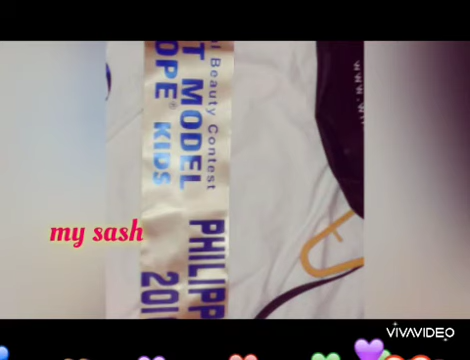 l Beauty Contest
T MODEL
OPE® KIDS
PHILIPP
201
my sash
VIVAVIDEO